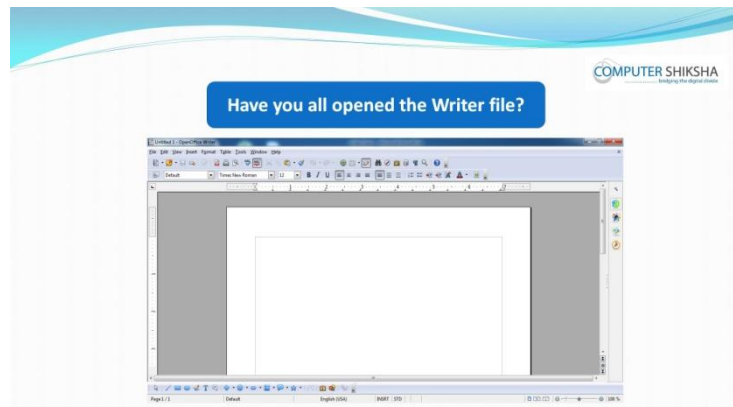 COMPUTER SHIKSHA
bridging the digital divide
Have you all opened the Writer file?
Untitled 1 - OpenOffice Writer
File Edit View Insert Format Table Tools Window Help
Default Times New Roman 12
Page 1 / 1 Default English (USA) INSRT STD 100 %